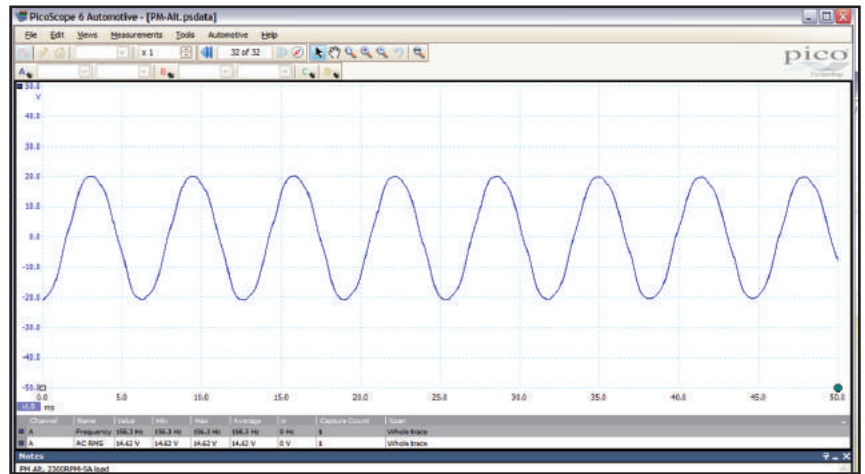 PicoScope 6 Automotive - [PM-Alt.psdata]
File Edit Views Measurements Tools Automotive Help
x 1 32 of 32
pico
Technology
A B C D
50.0
V
40.0
30.0
20.0
10.0
0.0
-10.0
-20.0
-30.0
-40.0
-50.0
0.0 5.0 10.0 15.0 20.0 25.0 30.0 35.0 40.0 45.0 50.0
x1.0 ms
Channel Name Value Min Max Average σ Capture Count Span
A Frequency 156.3 Hz 156.3 Hz 156.3 Hz 156.3 Hz 0 Hz 1 Whole trace
A AC RMS 14.62 V 14.62 V 14.62 V 14.62 V 0 V 1 Whole trace
Notes
PM Alt. 2300RPM-5A load